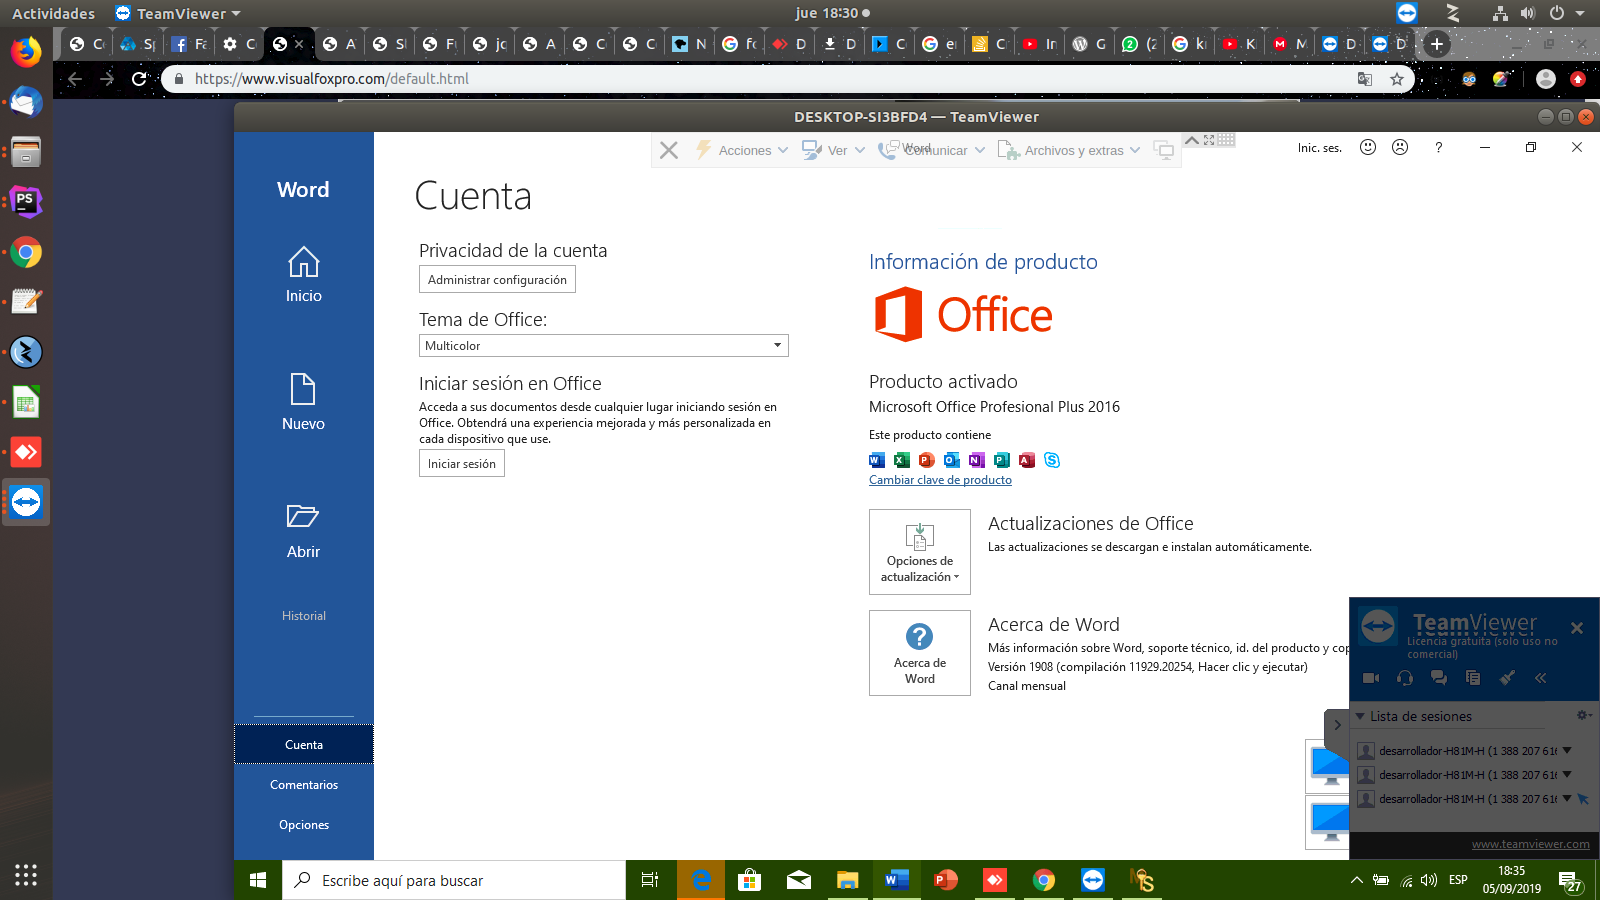 Actividades
TeamViewer
jue 18:30
https://www.visualfoxpro.com/default.html
DESKTOP-SI3BFD4 — TeamViewer
Acciones
Ver
Comunicar
Word
Archivos y extras
Inic. ses.
?
Word
Inicio
Nuevo
Abrir
Historial
Cuenta
Comentarios
Opciones
Cuenta
Privacidad de la cuenta
Administrar configuración
Tema de Office:
Multicolor
Iniciar sesión en Office
Acceda a sus documentos desde cualquier lugar iniciando sesión en
Office. Obtendrá una experiencia mejorada y más personalizada en
cada dispositivo que use.
Iniciar sesión
Información de producto
Office
Producto activado
Microsoft Office Profesional Plus 2016
Este producto contiene
Cambiar clave de producto
Opciones de
actualización
Actualizaciones de Office
Las actualizaciones se descargan e instalan automáticamente.
Acerca de
Word
Acerca de Word
Más información sobre Word, soporte técnico, id. del producto y cop
Versión 1908 (compilación 11929.20254, Hacer clic y ejecutar)
Canal mensual
TeamViewer
Licencia gratuita (solo uso no
comercial)
Lista de sesiones
desarrollador-H81M-H (1 388 207 616
desarrollador-H81M-H (1 388 207 616
desarrollador-H81M-H (1 388 207 616
www.teamviewer.com
Escribe aquí para buscar
ESP
18:35
05/09/2019
27